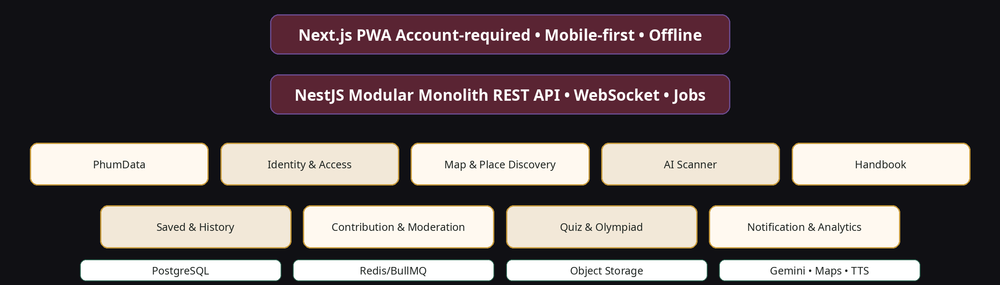 Next.js PWA Account-required • Mobile-first • Offline
NestJS Modular Monolith REST API • WebSocket • Jobs
PhumData
Identity & Access
Map & Place Discovery
AI Scanner
Handbook
Saved & History
Contribution & Moderation
Quiz & Olympiad
Notification & Analytics
PostgreSQL
Redis/BullMQ
Object Storage
Gemini • Maps • TTS